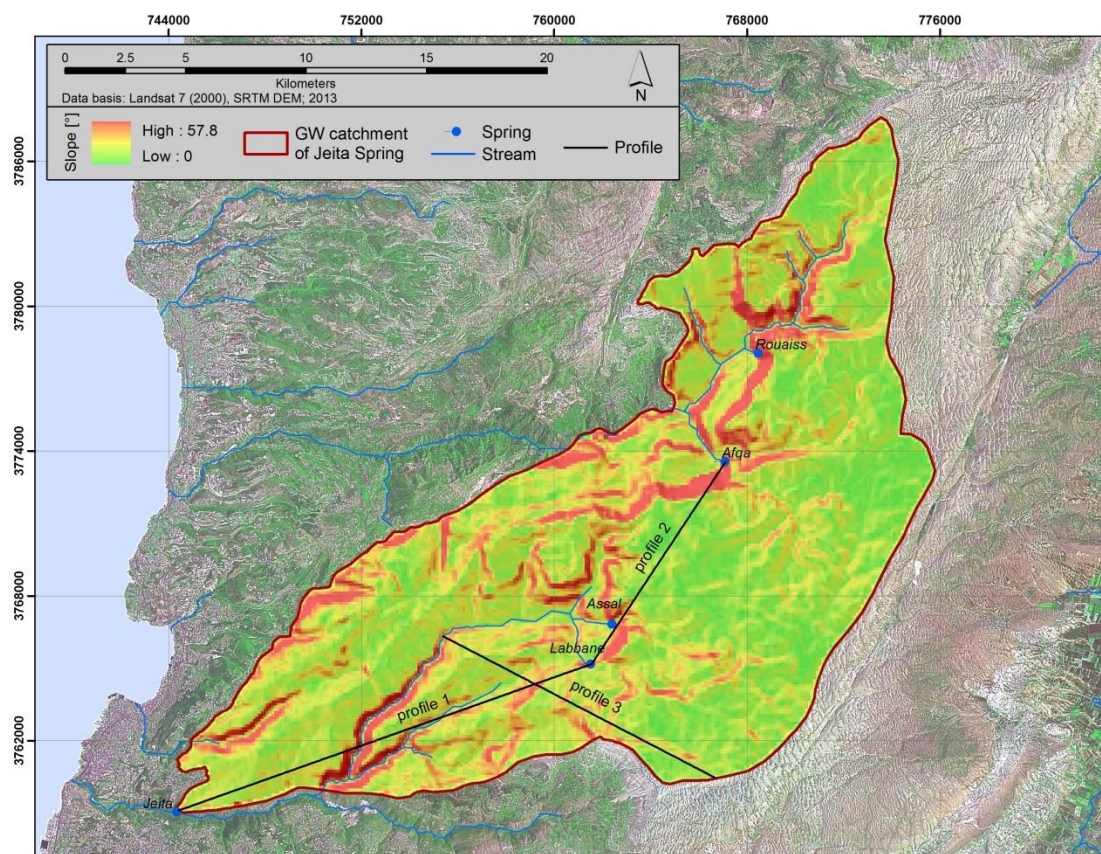 744000 752000 760000 768000 776000
0 2.5 5 10 15 20
Kilometers
N
Data basis: Landsat 7 (2000), SRTM DEM; 2013
Slope [°]
High : 57.8
Low : 0
GW catchment
of Jeita Spring
Spring
Stream
Profile
3786000
3780000
3774000
3768000
3762000
Rouaiss
Afqa
profile 2
Assal
Labbane
profile 3
profile 1
Jeita